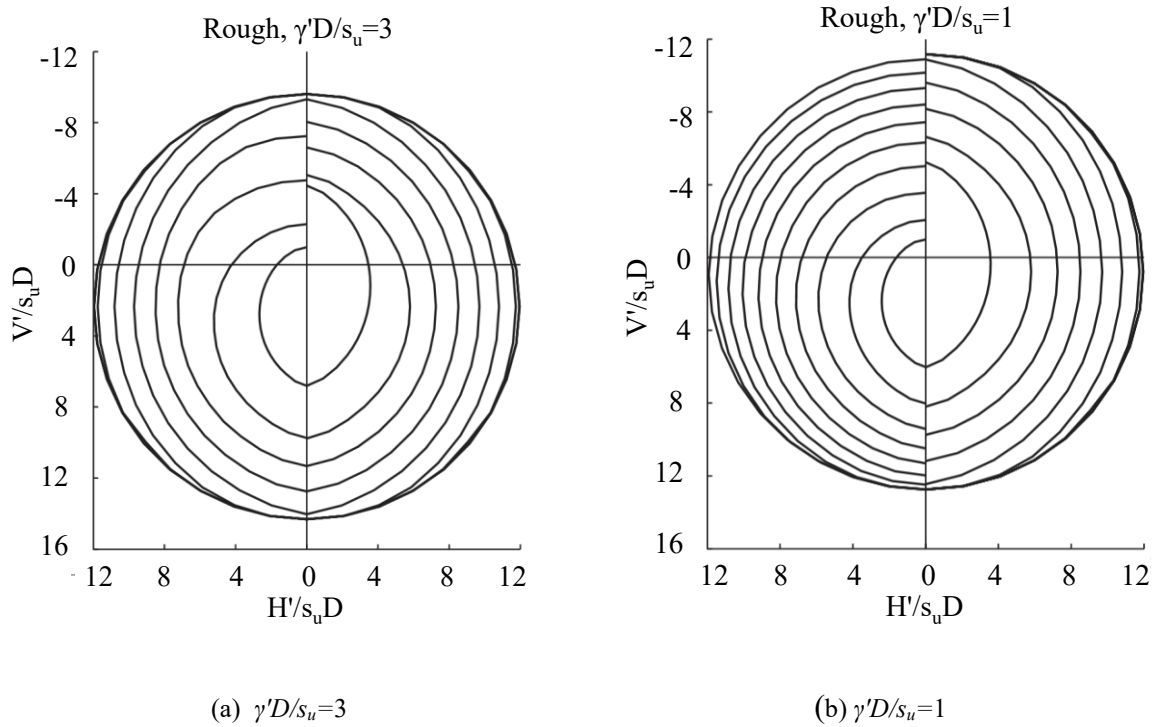 Rough, γ'D/sᵤ=3
-12
-8
-4
0
4
8
12
16
V'/sᵤD
12 8 4 0 4 8 12
H'/sᵤD
(a) γ'D/sᵤ=3
Rough, γ'D/sᵤ=1
-12
-8
-4
0
4
8
12
16
V'/sᵤD
12 8 4 0 4 8 12
H'/sᵤD
(b) γ'D/sᵤ=1